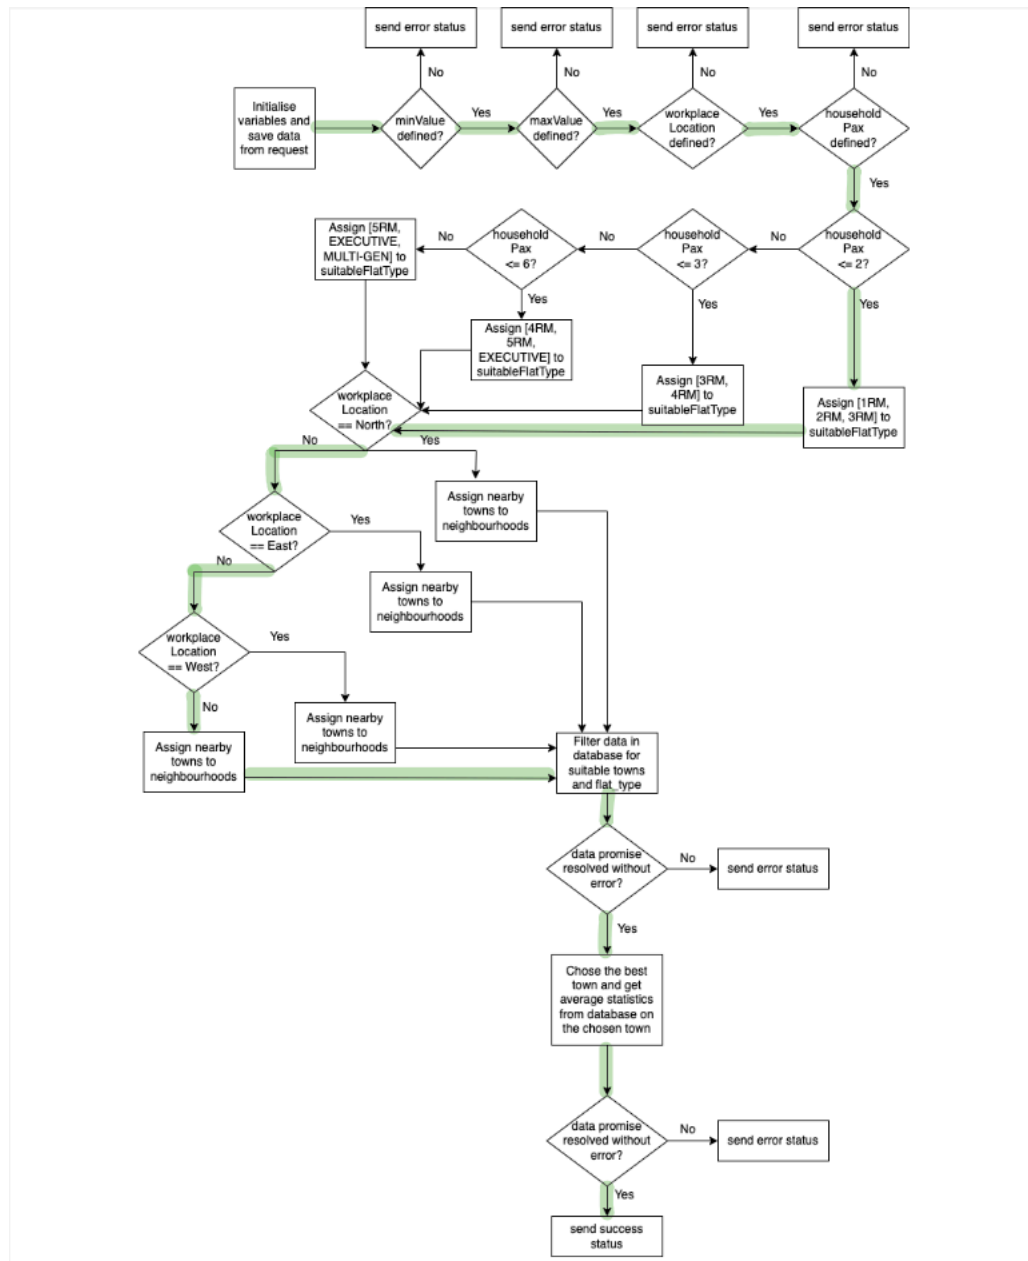 send error status
send error status
send error status
send error status
No
No
No
No
Initialise
variables and
save data
from request
minValue
defined?
Yes
maxValue
defined?
Yes
workplace
Location
defined?
Yes
household
Pax
defined?
Yes
Assign [5RM,
EXECUTIVE,
MULTI-GEN] to
suitableFlatType
No
household
Pax
<= 6?
No
household
Pax
<= 3?
No
household
Pax
<= 2?
Yes
Yes
Yes
Assign [4RM,
5RM,
EXECUTIVE] to
suitableFlatType
Assign [3RM,
4RM] to
suitableFlatType
Assign [1RM,
2RM, 3RM] to
suitableFlatType
workplace
Location
== North?
No
Yes
Assign nearby
towns to
neighbourhoods
workplace
Location
== East?
Yes
No
Assign nearby
towns to
neighbourhoods
workplace
Location
== West?
Yes
No
Assign nearby
towns to
neighbourhoods
Assign nearby
towns to
neighbourhoods
Filter data in
database for
suitable towns
and flat_type
data promise
resolved without
error?
No
send error status
Yes
Chose the best
town and get
average statistics
from database on
the chosen town
data promise
resolved without
error?
No
send error status
Yes
send success
status